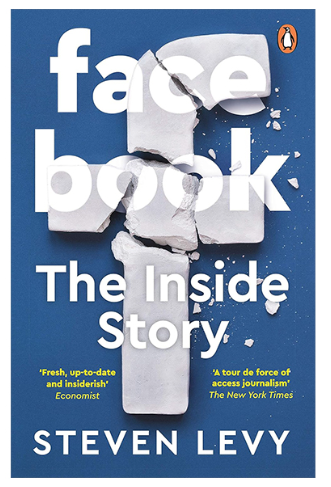 face
book
The Inside
Story
'Fresh, up-to-date
and insiderish'
Economist
'A tour de force of
access journalism'
The New York Times
STEVEN LEVY